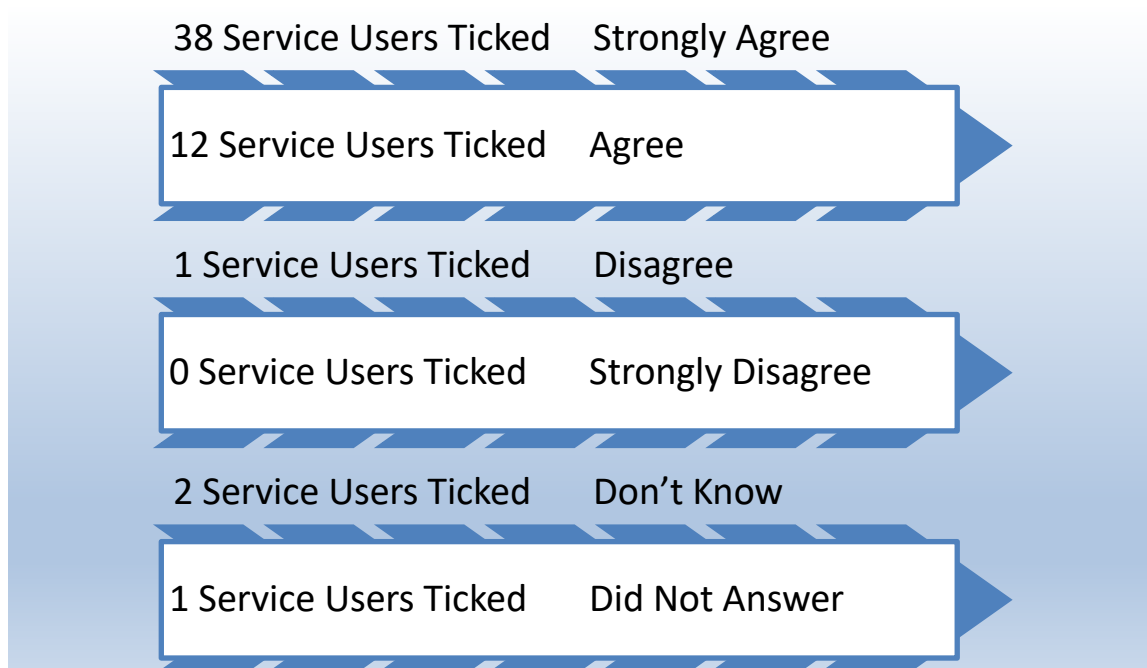 38 Service Users Ticked Strongly Agree
12 Service Users Ticked Agree
1 Service Users Ticked Disagree
0 Service Users Ticked Strongly Disagree
2 Service Users Ticked Don’t Know
1 Service Users Ticked Did Not Answer